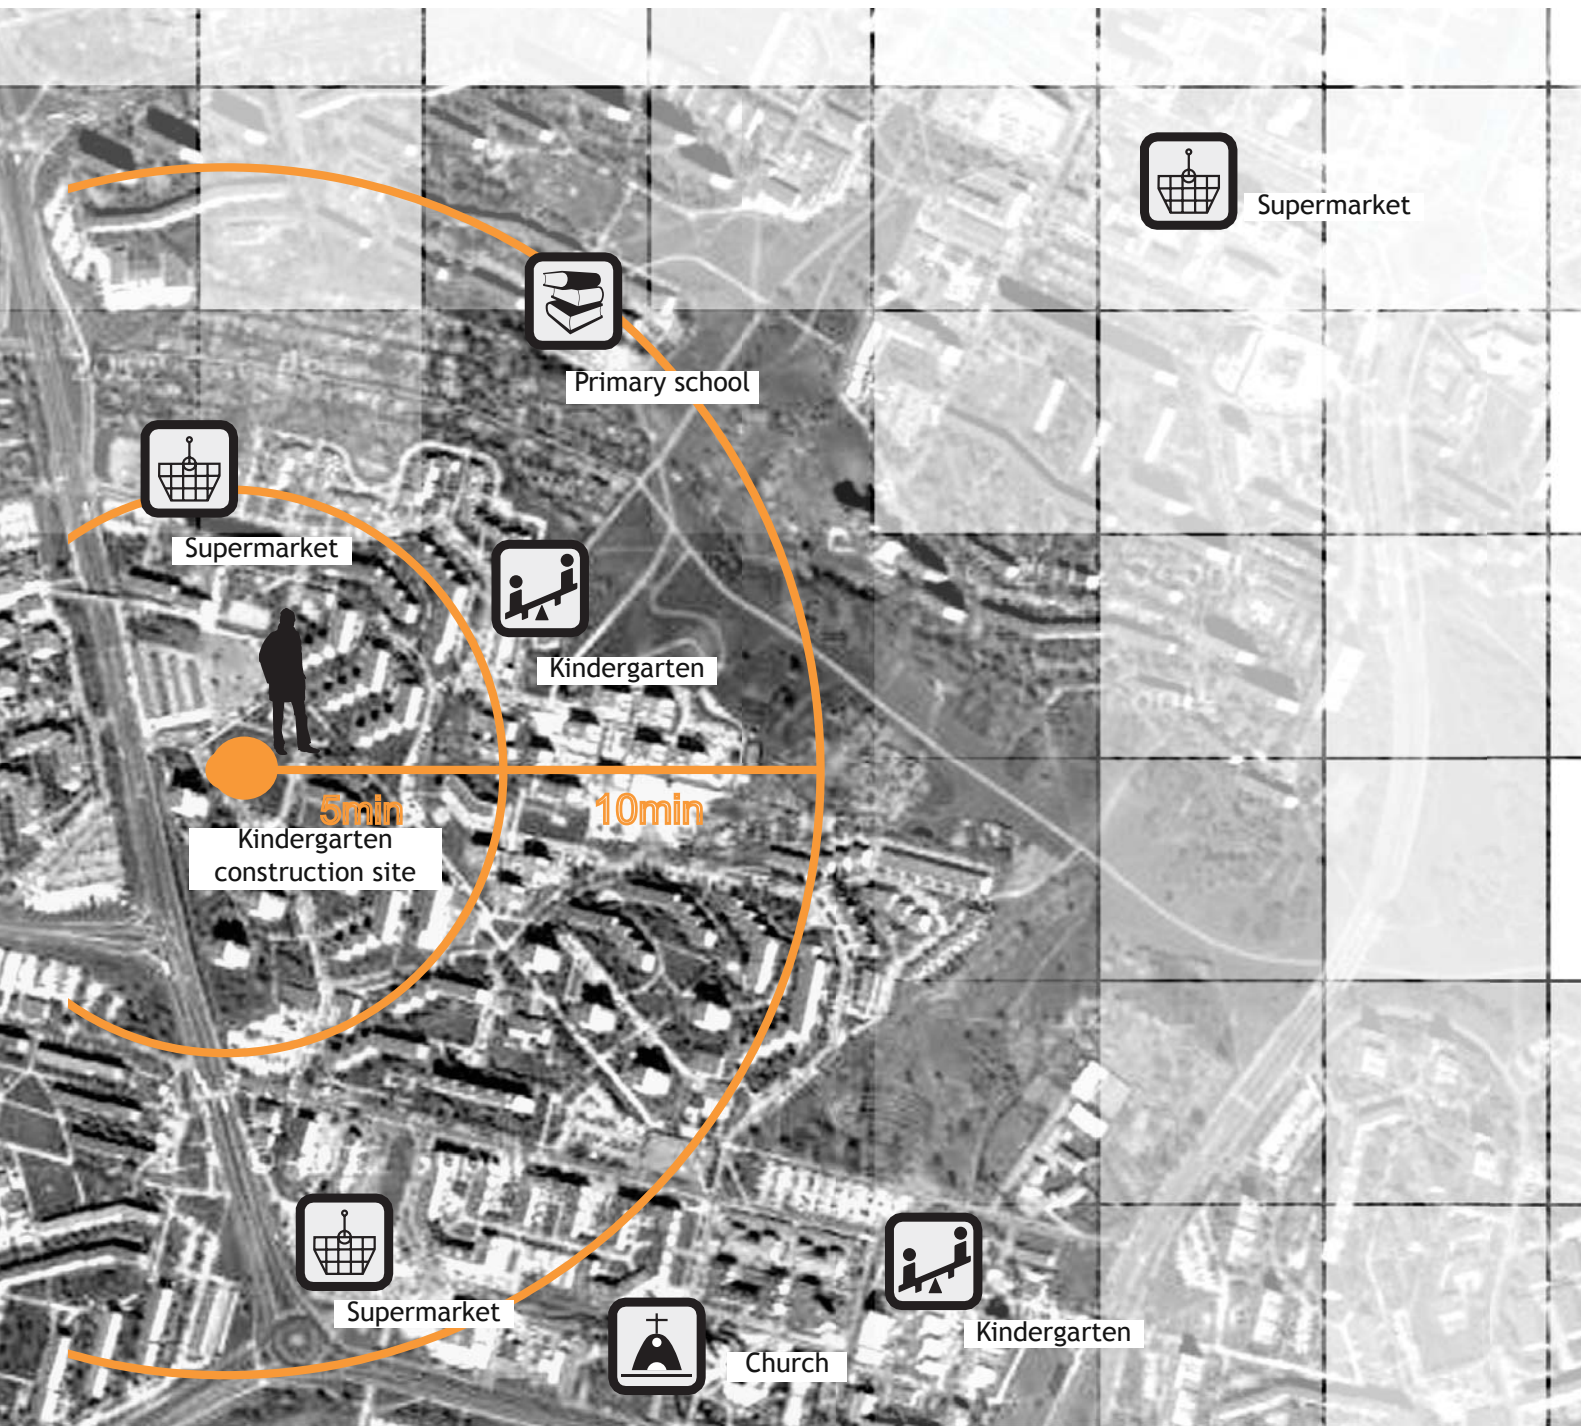 Supermarket
Primary school
Supermarket
Kindergarten
5min
10min
Kindergarten
construction site
Supermarket
Kindergarten
Church